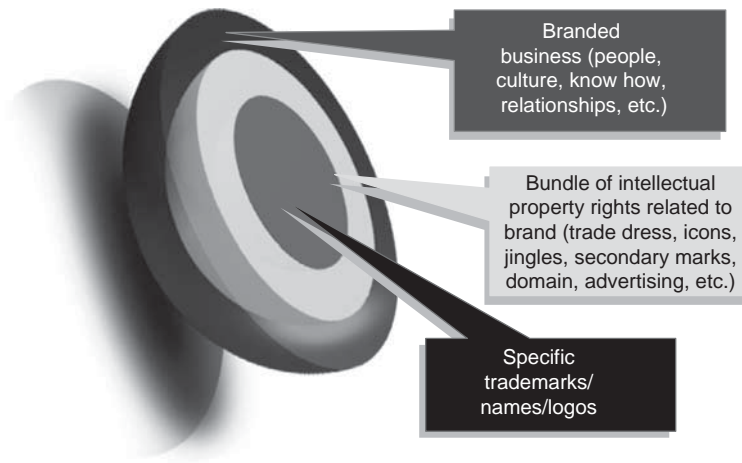 Branded
business (people,
culture, know how,
relationships, etc.)
Bundle of intellectual
property rights related to
brand (trade dress, icons,
jingles, secondary marks,
domain, advertising, etc.)
Specific
trademarks/
names/logos